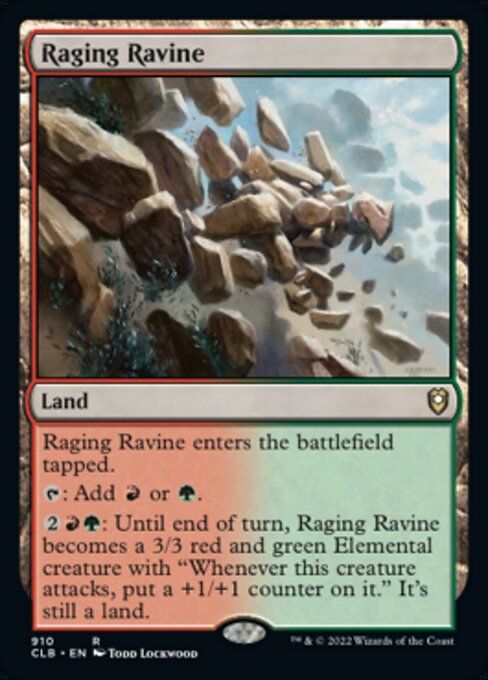 Raging Ravine
Land
Raging Ravine enters the battlefield
tapped.
: Add or .
2 : Until end of turn, Raging Ravine
becomes a 3/3 red and green Elemental
creature with “Whenever this creature
attacks, put a +1/+1 counter on it.” It’s
still a land.
910 R
CLB • EN Todd Lockwood
™ & © 2022 Wizards of the Coast